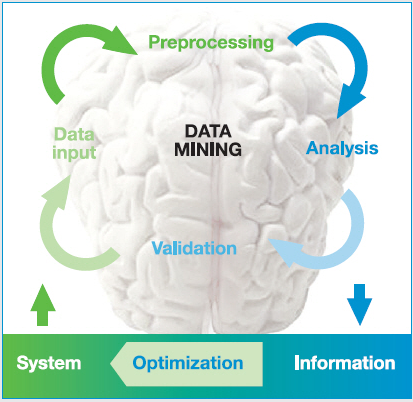 Preprocessing
DATA
MINING
Data
input
Analysis
Validation
System
Optimization
Information